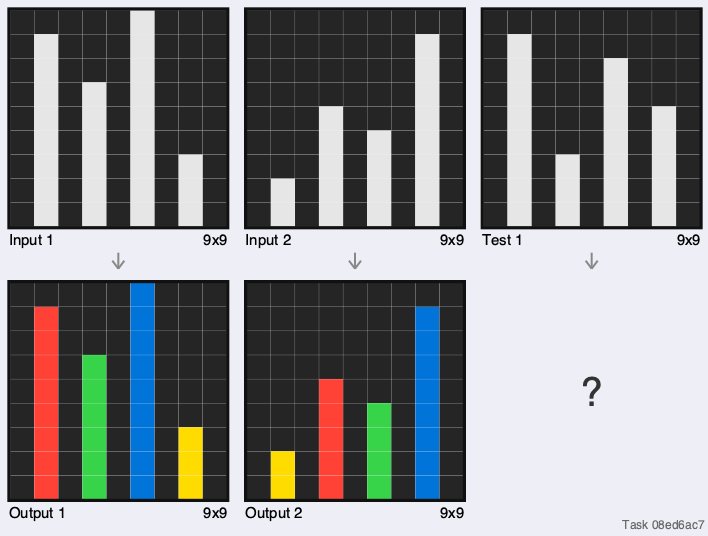 Input 1 9x9
Input 2 9x9
Test 1 9x9
Output 1 9x9
Output 2 9x9
?
Task 08ed6ac7